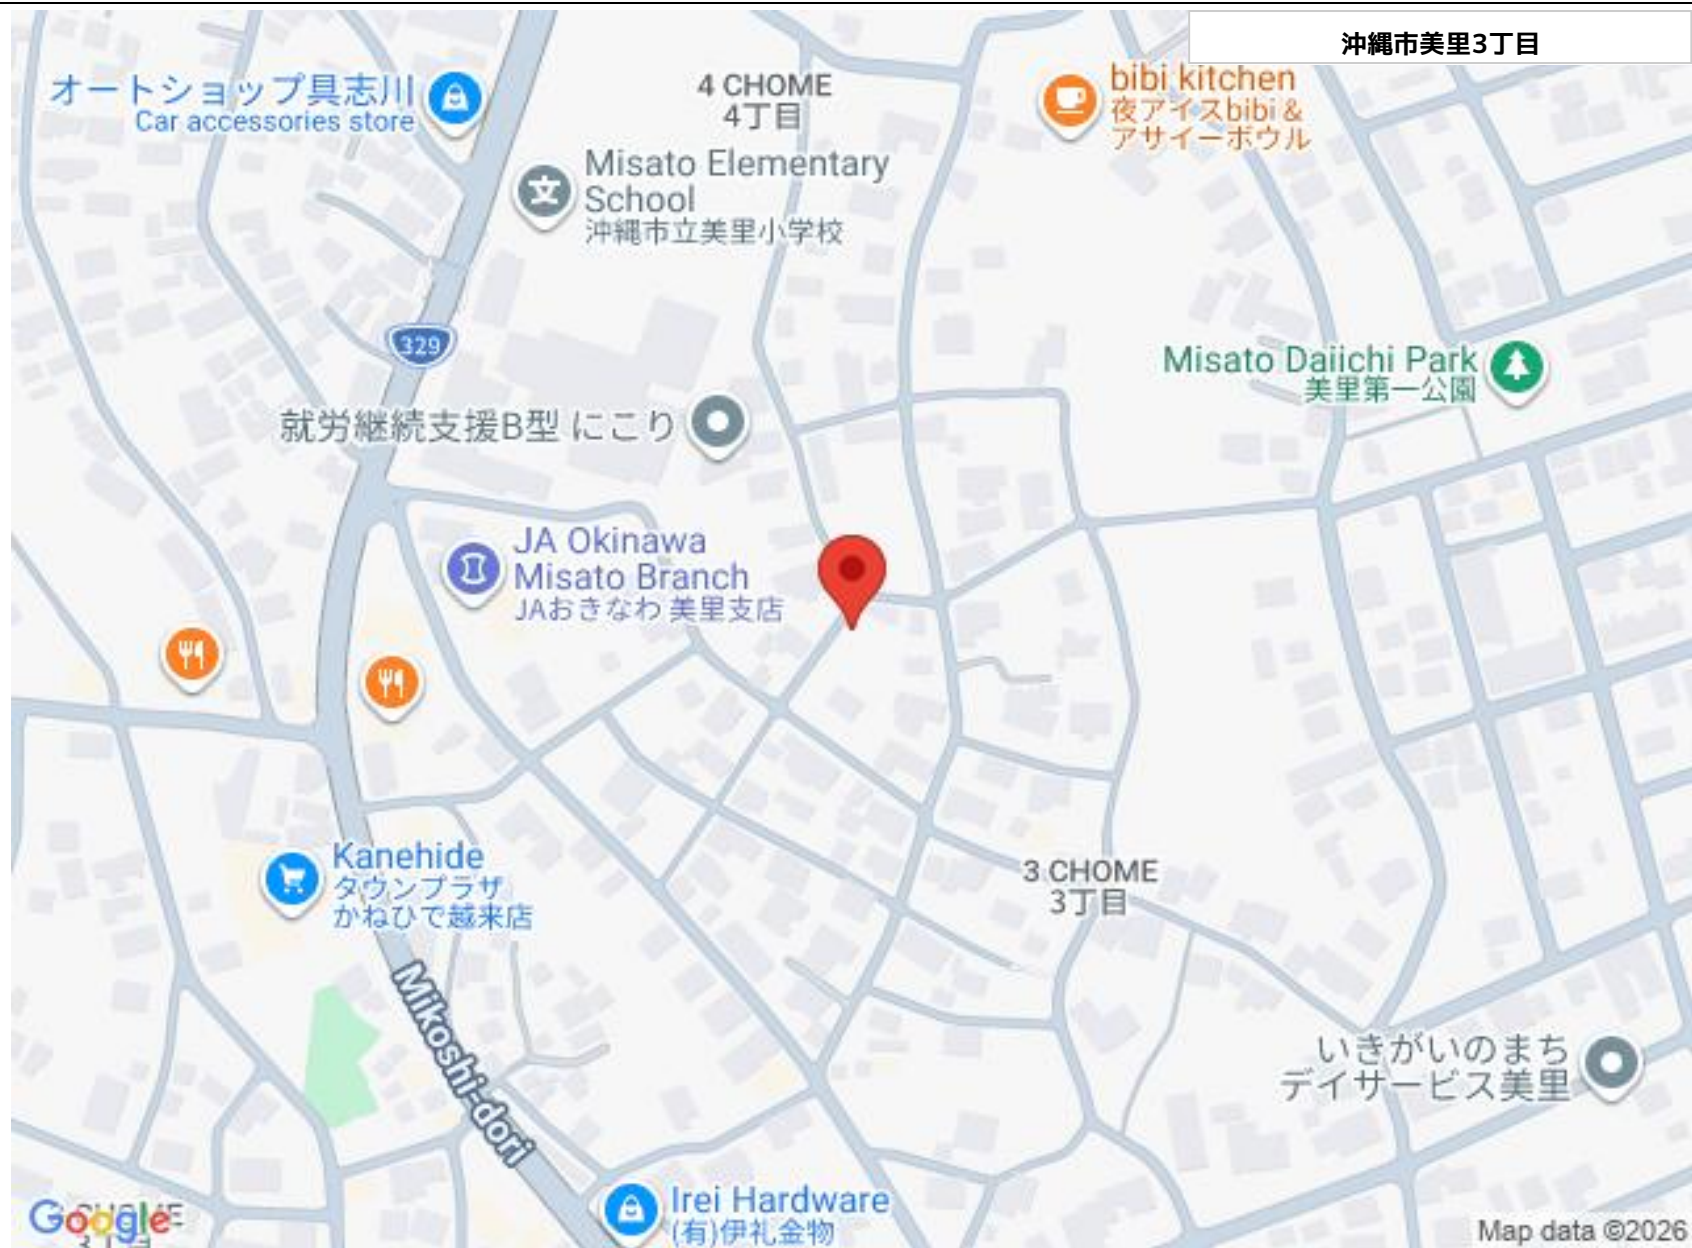 沖縄市美里3丁目
オートショップ具志川
Car accessories store
4 CHOME
4丁目
bibi kitchen
夜アイスbibi &
アサイーボウル
Misato Elementary
School
沖縄市立美里小学校
329
Misato Daiichi Park
美里第一公園
就労継続支援B型 にこり
JA Okinawa
Misato Branch
JAおきなわ 美里支店
Kanehide
タウンプラザ
かねひで越来店
3 CHOME
3丁目
Mikoshi-dori
いきがいのまち
デイサービス美里
Irei Hardware
(有)伊礼金物
Google
Map data ©2026